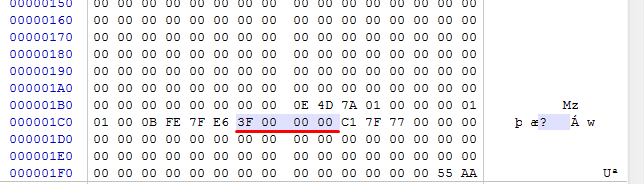 00000150 00 00 00 00 00 00 00 00 00 00 00 00 00 00 00 00
00000160 00 00 00 00 00 00 00 00 00 00 00 00 00 00 00 00
00000170 00 00 00 00 00 00 00 00 00 00 00 00 00 00 00 00
00000180 00 00 00 00 00 00 00 00 00 00 00 00 00 00 00 00
00000190 00 00 00 00 00 00 00 00 00 00 00 00 00 00 00 00
000001A0 00 00 00 00 00 00 00 00 00 00 00 00 00 00 00 00
000001B0 00 00 00 00 00 00 00 00 0E 4D 7A 01 00 00 00 01 Mz
000001C0 01 00 0B FE 7F E6 3F 00 00 00 C1 7F 77 00 00 00 þ æ? Á w
000001D0 00 00 00 00 00 00 00 00 00 00 00 00 00 00 00 00
000001E0 00 00 00 00 00 00 00 00 00 00 00 00 00 00 00 00
000001F0 00 00 00 00 00 00 00 00 00 00 00 00 00 00 55 AA Uª